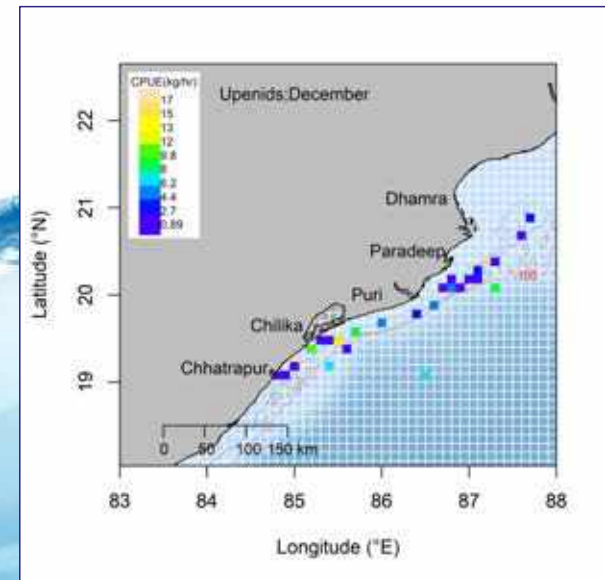 CPUE(kg/hr)
17
15
13
12
9.8
8
6.2
4.4
2.7
0.89
Upenids:December
22
21
20
19
Latitude (°N)
Dhamra
Paradeep
Puri
Chilika
Chhatrapur
100
0 50 100 150 km
83 84 85 86 87 88
Longitude (°E)